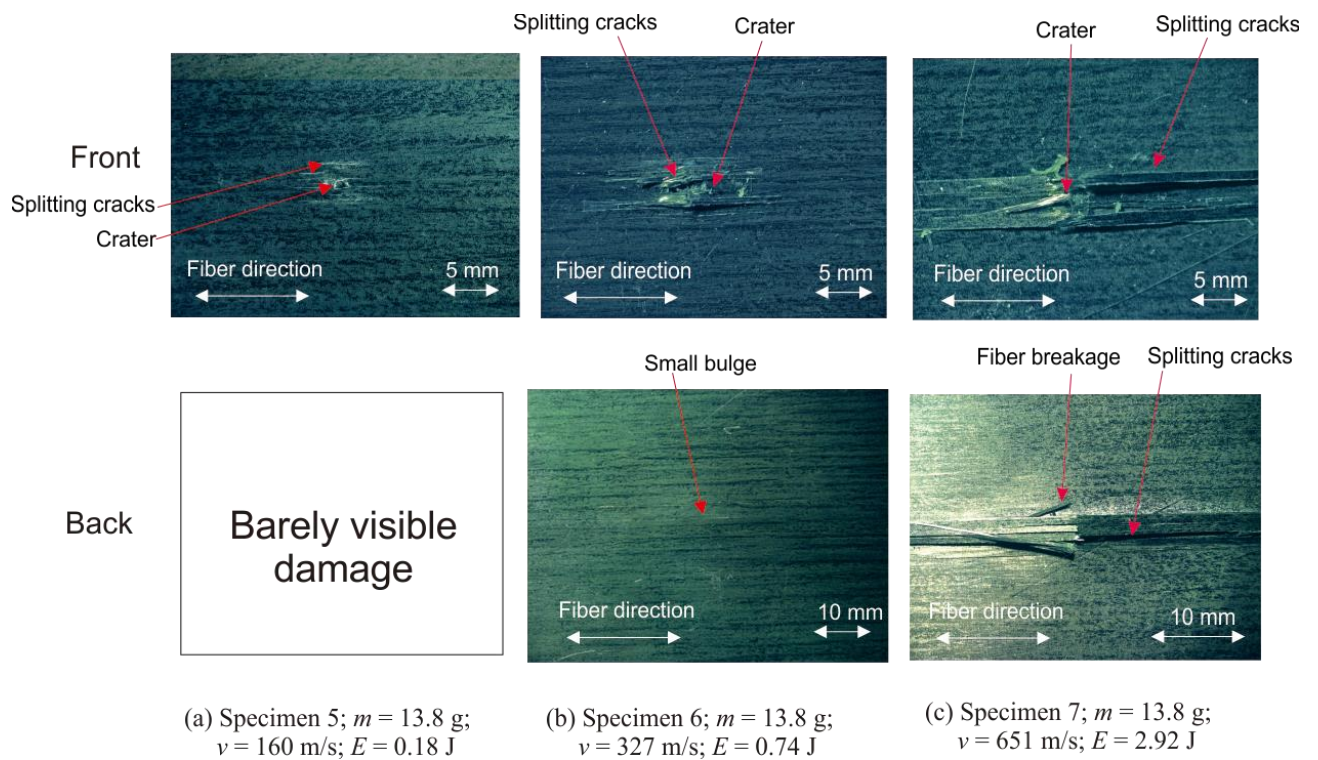 Splitting cracks
Crater
Crater
Splitting cracks
Front
Splitting cracks
Crater
Fiber direction
5 mm
Fiber direction
5 mm
Fiber direction
5 mm
Small bulge
Fiber breakage
Splitting cracks
Back
Barely visible
damage
Fiber direction
10 mm
Fiber direction
10 mm
(a) Specimen 5; m = 13.8 g;
v = 160 m/s; E = 0.18 J
(b) Specimen 6; m = 13.8 g;
v = 327 m/s; E = 0.74 J
(c) Specimen 7; m = 13.8 g;
v = 651 m/s; E = 2.92 J